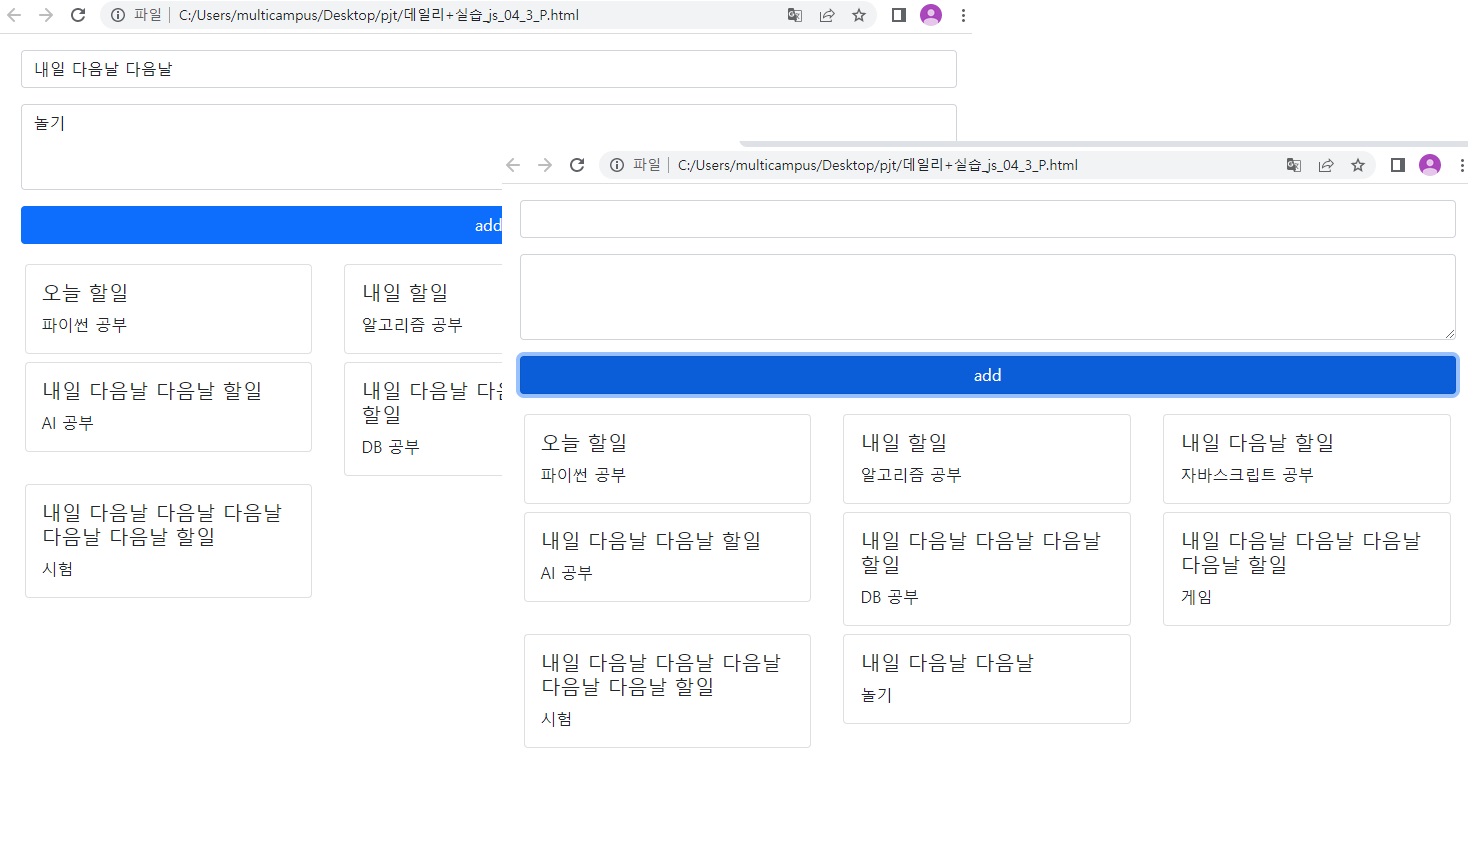 파일 C:/Users/multicampus/Desktop/pjt/데일리+실습_js_04_3_P.html
내일 다음날 다음날
놀기
add
오늘 할일
파이썬 공부
내일 할일
알고리즘 공부
내일 다음날 다음날 할일
AI 공부
내일 다음날
할일
DB 공부
내일 다음날 다음날 다음날
다음날 다음날 할일
시험
파일 C:/Users/multicampus/Desktop/pjt/데일리+실습_js_04_3_P.html
add
오늘 할일
파이썬 공부
내일 할일
알고리즘 공부
내일 다음날 할일
자바스크립트 공부
내일 다음날 다음날 할일
AI 공부
내일 다음날 다음날 다음날
할일
DB 공부
내일 다음날 다음날 다음날
다음날 할일
게임
내일 다음날 다음날 다음날
다음날 다음날 할일
시험
내일 다음날 다음날
놀기